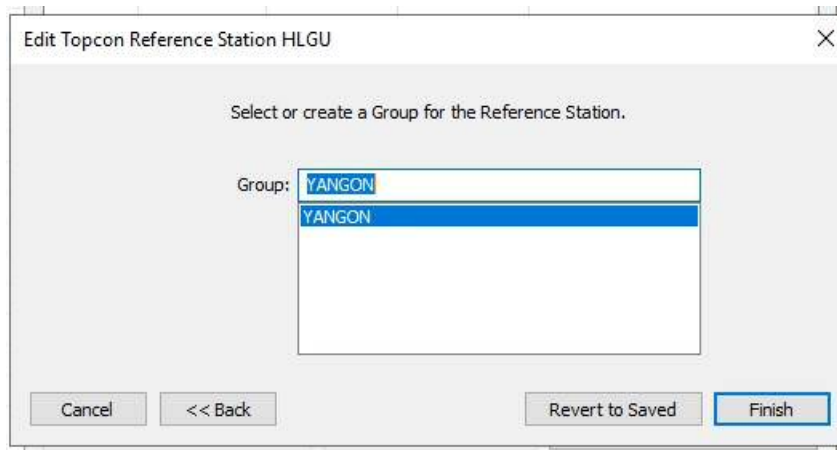 Edit Topcon Reference Station HLGU
Select or create a Group for the Reference Station.
Group: YANGON
YANGON
Cancel << Back Revert to Saved Finish